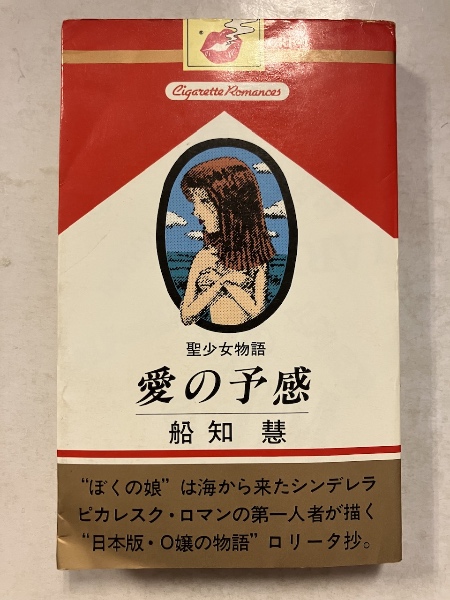 Cigarette Romances
聖少女物語
愛の予感
船知 慧
“ぼくの娘”は海から来たシンデレラ
ピカレスク・ロマンの第一人者が描く
“日本版・O嬢の物語”ロリータ抄。